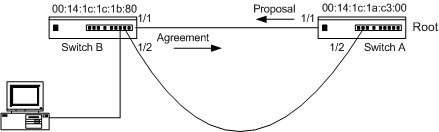 00:14:1c:1c:1b:80
Proposal
00:14:1c:1a:c3:00
1/1
1/1
Root
Switch B
Agreement
1/2
1/2
Switch A